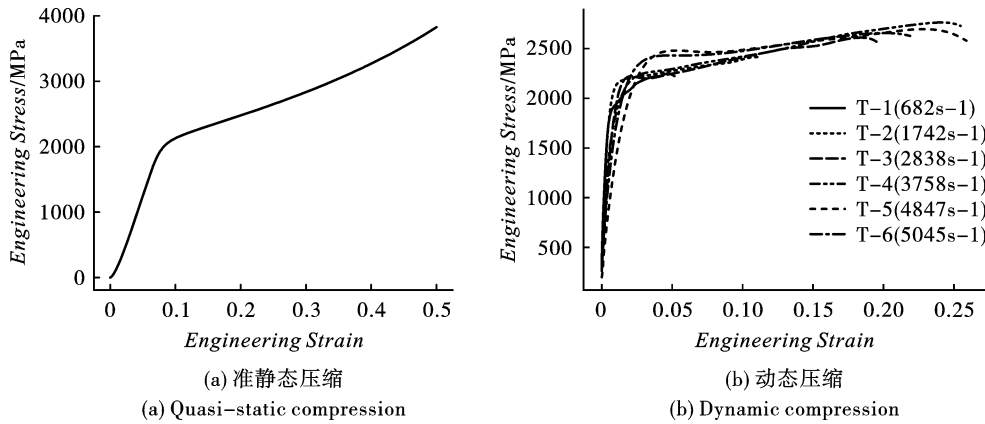 4000
3000
2000
1000
0
0
0.1
0.2
0.3
0.4
0.5
Engineering Stress/MPa
Engineering Strain
(a) 准静态压缩
(a) Quasi-static compression
2500
2000
1500
1000
500
0
0.05
0.10
0.15
0.20
0.25
Engineering Stress/MPa
T-1(682s-1)
T-2(1742s-1)
T-3(2838s-1)
T-4(3758s-1)
T-5(4847s-1)
T-6(5045s-1)
Engineering Strain
(b) 动态压缩
(b) Dynamic compression